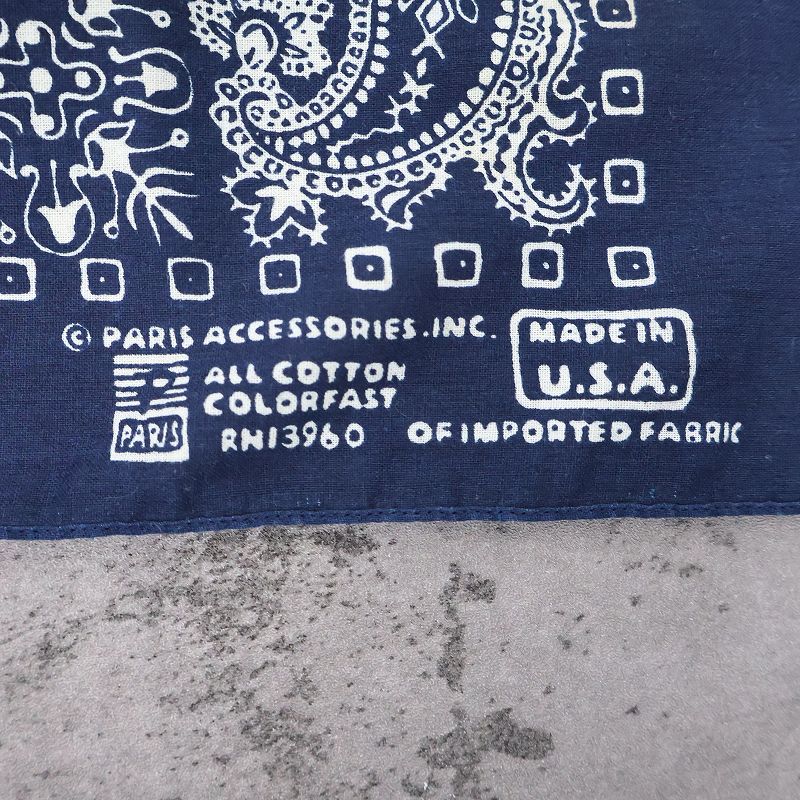 © PARIS ACCESSORIES. INC.
MADE IN
U.S.A.
ALL COTTON
COLORFAST
PARIS
RN13960
OF IMPORTED FABRIC